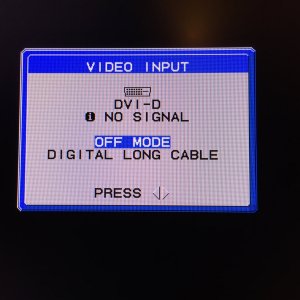 VIDEO INPUT
DVI-D
NO SIGNAL
OFF MODE
DIGITAL LONG CABLE
PRESS